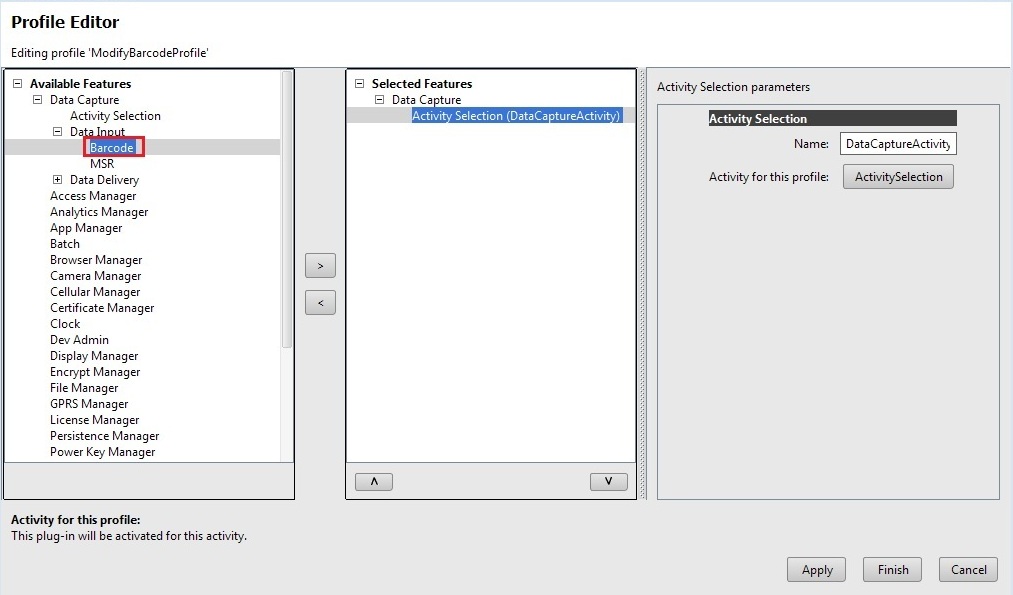 Profile Editor
Editing profile 'ModifyBarcodeProfile'
Available Features
Data Capture
Activity Selection
Data Input
Barcode
MSR
Data Delivery
Access Manager
Analytics Manager
App Manager
Batch
Browser Manager
Camera Manager
Cellular Manager
Certificate Manager
Clock
Dev Admin
Display Manager
Encrypt Manager
File Manager
GPRS Manager
License Manager
Persistence Manager
Power Key Manager
>
<
Selected Features
Data Capture
Activity Selection (DataCaptureActivity)
Λ
V
Activity Selection parameters
Activity Selection
Name: DataCaptureActivity
Activity for this profile: ActivitySelection
Activity for this profile:
This plug-in will be activated for this activity.
Apply Finish Cancel